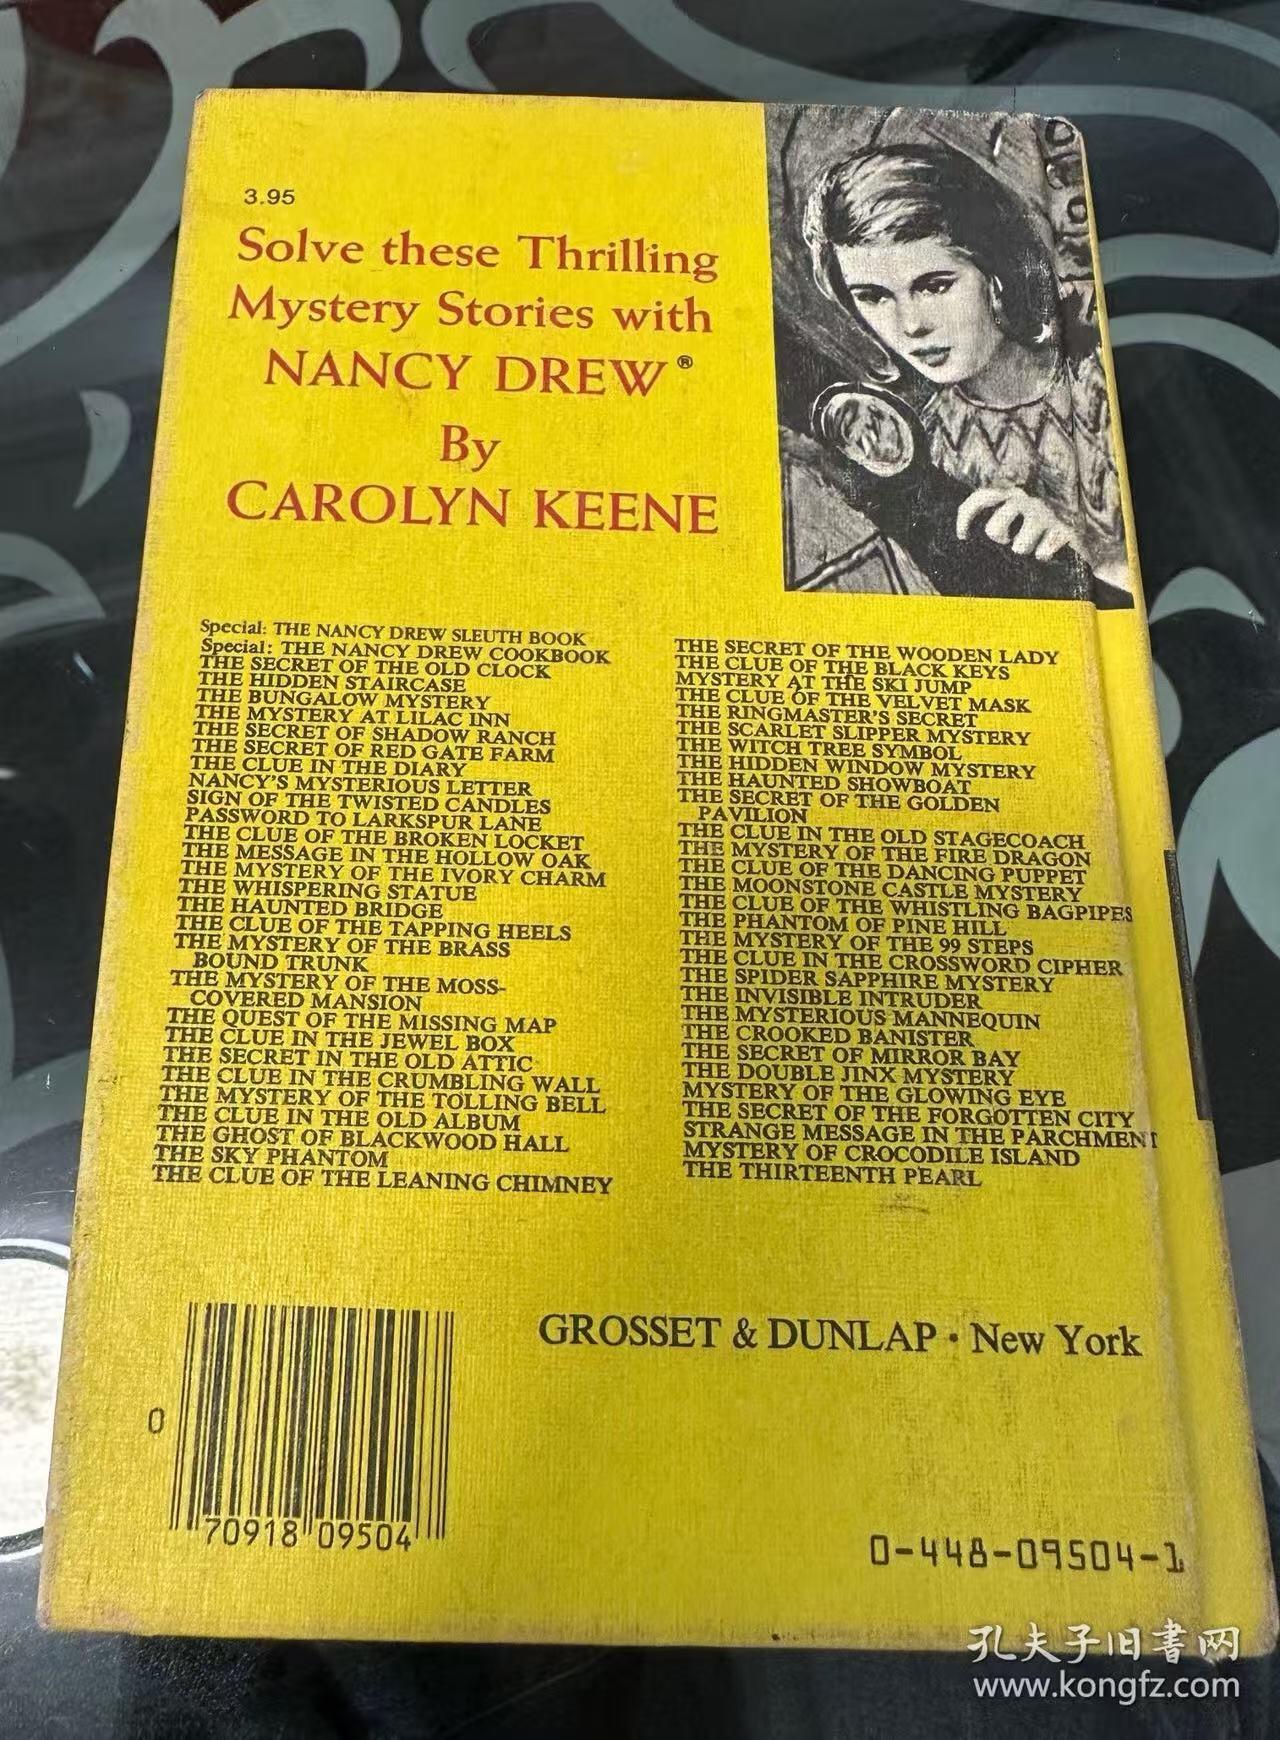 3.95
Solve these Thrilling
Mystery Stories with
NANCY DREW®
By
CAROLYN KEENE
Special: THE NANCY DREW SLEUTH BOOK
Special: THE NANCY DREW COOKBOOK
THE SECRET OF THE OLD CLOCK
THE HIDDEN STAIRCASE
THE BUNGALOW MYSTERY
THE MYSTERY AT LILAC INN
THE SECRET OF SHADOW RANCH
THE SECRET OF RED GATE FARM
THE CLUE IN THE DIARY
NANCY'S MYSTERIOUS LETTER
SIGN OF THE TWISTED CANDLES
PASSWORD TO LARKSPUR LANE
THE CLUE OF THE BROKEN LOCKET
THE MESSAGE IN THE HOLLOW OAK
THE MYSTERY OF THE IVORY CHARM
THE WHISPERING STATUE
THE HAUNTED BRIDGE
THE CLUE OF THE TAPPING HEELS
THE MYSTERY OF THE BRASS
BOUND TRUNK
THE MYSTERY OF THE MOSS-
COVERED MANSION
THE QUEST OF THE MISSING MAP
THE CLUE IN THE JEWEL BOX
THE SECRET IN THE OLD ATTIC
THE CLUE IN THE CRUMBLING WALL
THE MYSTERY OF THE TOLLING BELL
THE CLUE IN THE OLD ALBUM
THE GHOST OF BLACKWOOD HALL
THE SKY PHANTOM
THE CLUE OF THE LEANING CHIMNEY
THE SECRET OF THE WOODEN LADY
THE CLUE OF THE BLACK KEYS
MYSTERY AT THE SKI JUMP
THE CLUE OF THE VELVET MASK
THE RINGMASTER'S SECRET
THE SCARLET SLIPPER MYSTERY
THE WITCH TREE SYMBOL
THE HIDDEN WINDOW MYSTERY
THE HAUNTED SHOWBOAT
THE SECRET OF THE GOLDEN
PAVILION
THE CLUE IN THE OLD STAGECOACH
THE MYSTERY OF THE FIRE DRAGON
THE CLUE OF THE DANCING PUPPET
THE MOONSTONE CASTLE MYSTERY
THE CLUE OF THE WHISTLING BAGPIPES
THE PHANTOM OF PINE HILL
THE MYSTERY OF THE 99 STEPS
THE CLUE IN THE CROSSWORD CIPHER
THE SPIDER SAPPHIRE MYSTERY
THE INVISIBLE INTRUDER
THE MYSTERIOUS MANNEQUIN
THE CROOKED BANISTER
THE SECRET OF MIRROR BAY
THE DOUBLE JINX MYSTERY
MYSTERY OF THE GLOWING EYE
THE SECRET OF THE FORGOTTEN CITY
STRANGE MESSAGE IN THE PARCHMENT
MYSTERY OF CROCODILE ISLAND
THE THIRTEENTH PEARL
GROSSET & DUNLAP · New York
0 70918 09504
0-448-09504-1
孔夫子旧書网
www.kongfz.com